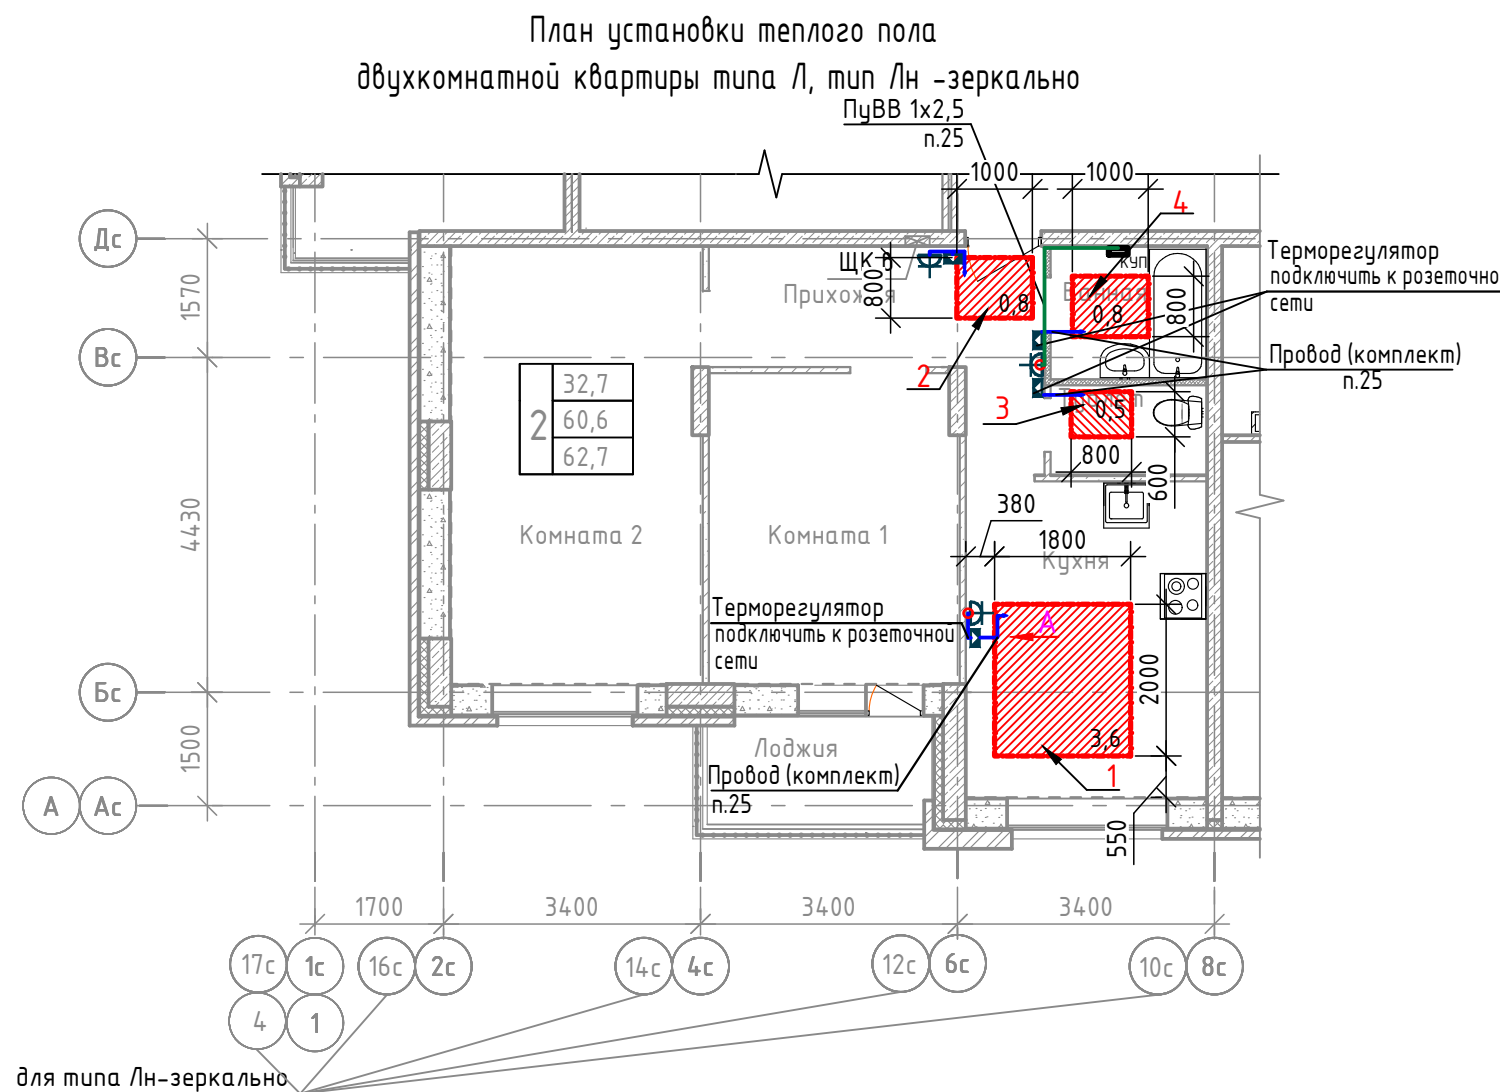 План установки теплого пола
двухкомнатной квартиры типа Л, тип Лн -зеркально
ПуВВ 1х2,5
п.25
1000
1000
4
Дс
Терморегулятор
подключить к розеточно
сети
КУП
ЩК
Прихожая
800
0,8
Ванная
0,8
800
1570
Вс
Провод (комплект)
п.25
2
3
0,5
2
32,7
60,6
62,7
800
600
380
4430
Комната 2
Комната 1
1800
Кухня
Терморегулятор
подключить к розеточной
сети
А
2000
Бс
3,6
1
1500
Лоджия
Провод (комплект)
п.25
А
Ас
550
1700
3400
3400
3400
17с
1с
16с
2с
14с
4с
12с
6с
10с
8с
4
1
для типа Лн-зеркально